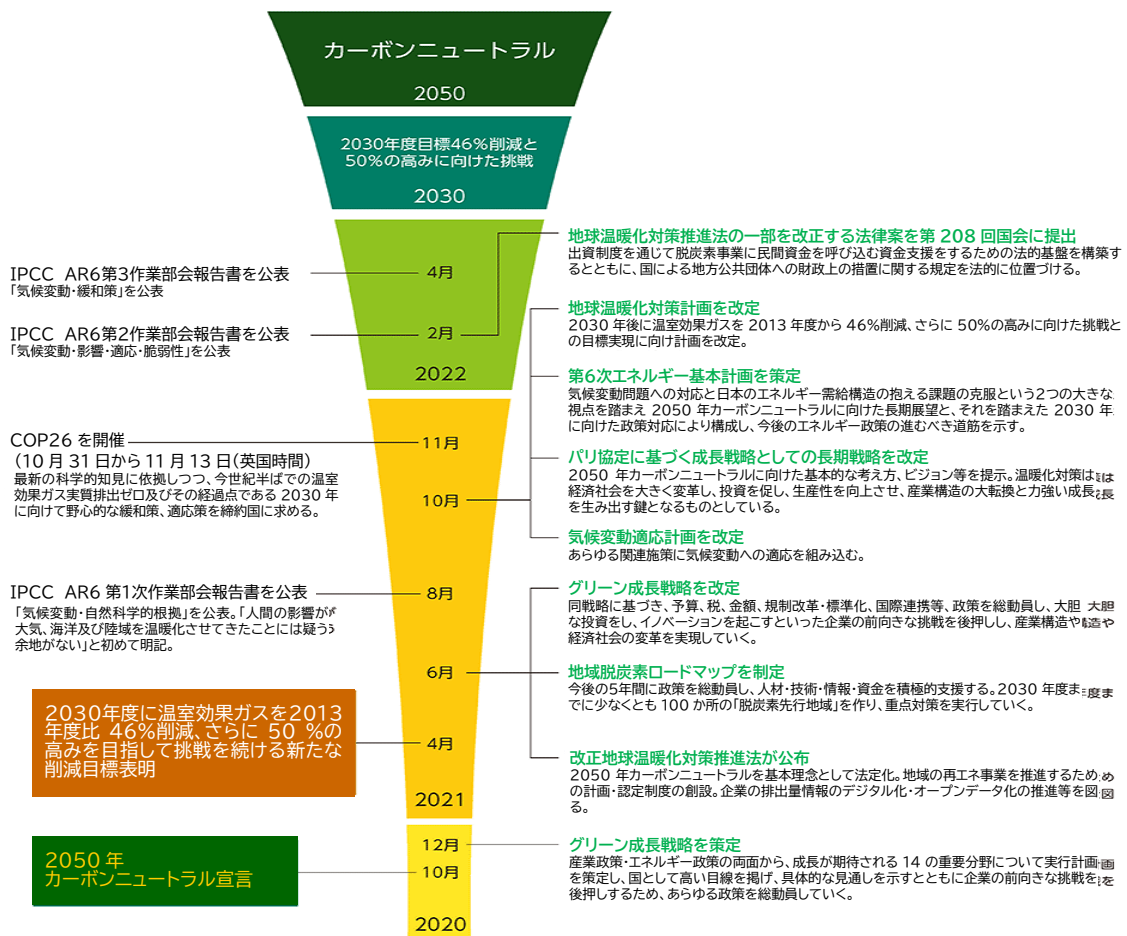 カーボンニュートラル
2050
2030年度目標46%削減と
50%の高みに向けた挑戦
2030
地球温暖化対策推進法の一部を改正する法律案を第 208 回国会に提出
出資制度を通じて脱炭素事業に民間資金を呼び込む資金支援をするための法的基盤を構築す
るとともに、国による地方公共団体への財政上の措置に関する規定を法的に位置づける。
IPCC AR6第3作業部会報告書を公表
「気候変動・緩和策」を公表
4月
地球温暖化対策計画を改定
2030 年後に温室効果ガスを 2013 年度から 46%削減、さらに 50%の高みに向けた挑戦と
の目標実現に向け計画を改定。
IPCC AR6第2作業部会報告書を公表
「気候変動・影響・適応・脆弱性」を公表
2月
2022
第6次エネルギー基本計画を策定
気候変動問題への対応と日本のエネルギー需給構造の抱える課題の克服という2つの大きな
視点を踏まえ 2050 年カーボンニュートラルに向けた長期展望と、それを踏まえた 2030 年
に向けた政策対応により構成し、今後のエネルギー政策の進むべき道筋を示す。
COP26 を開催
(10 月 31 日から 11 月 13 日(英国時間)
最新の科学的知見に依拠しつつ、今世紀半ばでの温室
効果ガス実質排出ゼロ及びその経過点である 2030 年
に向けて野心的な緩和策、適応策を締約国に求める。
11月
10月
パリ協定に基づく成長戦略としての長期戦略を改定
2050 年カーボンニュートラルに向けた基本的な考え方、ビジョン等を提示。温暖化対策は
経済社会を大きく変革し、投資を促し、生産性を向上させ、産業構造の大転換と力強い成長
を生み出す鍵となるものとしている。
気候変動適応計画を改定
あらゆる関連施策に気候変動への適応を組み込む。
IPCC AR6 第1次作業部会報告書を公表
「気候変動・自然科学的根拠」を公表。「人間の影響が
大気、海洋及び陸域を温暖化させてきたことには疑う
余地がない」と初めて明記。
8月
グリーン成長戦略を改定
同戦略に基づき、予算、税、金額、規制改革・標準化、国際連携等、政策を総動員し、大胆 大胆
な投資をし、イノベーションを起こすといった企業の前向きな挑戦を後押しし、産業構造や 造や
経済社会の変革を実現していく。
6月
地域脱炭素ロードマップを制定
今後の5年間に政策を総動員し、人材・技術・情報・資金を積極的支援する。2030 年度ま 度ま
でに少なくとも 100 か所の「脱炭素先行地域」を作り、重点対策を実行していく。
2030年度に温室効果ガスを2013
年度比 46%削減、さらに 50 %の
高みを目指して挑戦を続ける新たな
削減目標表明
4月
2021
改正地球温暖化対策推進法が公布
2050 年カーボンニュートラルを基本理念として法定化。地域の再エネ事業を推進するため め
の計画・認定制度の創設。企業の排出量情報のデジタル化・オープンデータ化の推進等を図 図
る。
12月
10月
2020
2050 年
カーボンニュートラル宣言
グリーン成長戦略を策定
産業政策・エネルギー政策の両面から、成長が期待される 14 の重要分野について実行計画 画
を策定し、国として高い目線を掲げ、具体的な見通しを示すとともに企業の前向きな挑戦を を
後押しするため、あらゆる政策を総動員していく。